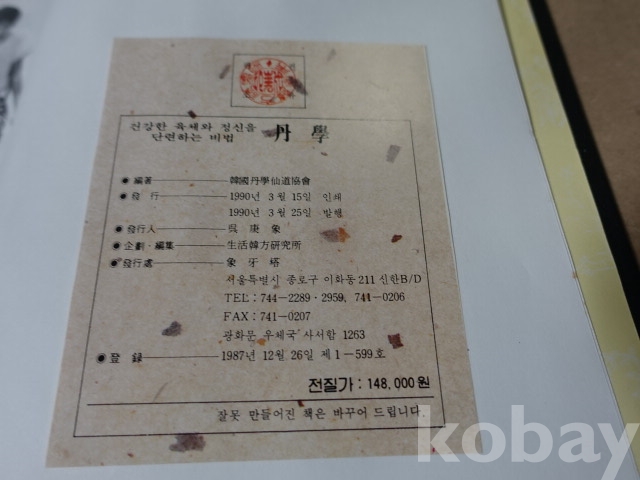 건강한 육체와 정신을
단련하는 비법 丹 學
● 編著 韓國丹學仙道協會
● 發行 1990년 3월 15일 인쇄
1990년 3월 25일 발행
● 發行人 吳庚象
● 企劃·編集 生活韓方研究所
● 發行處 象牙塔
서울특별시 종로구 이화동 211 신한B/D
TEL : 744-2289 · 2959, 741-0206
FAX : 741-0207
광화문 우체국 사서함 1263
● 登錄 1987년 12월 26일 제1-599호
전질가 : 148,000원
잘못 만들어진 책은 바꾸어 드립니다.
kobay